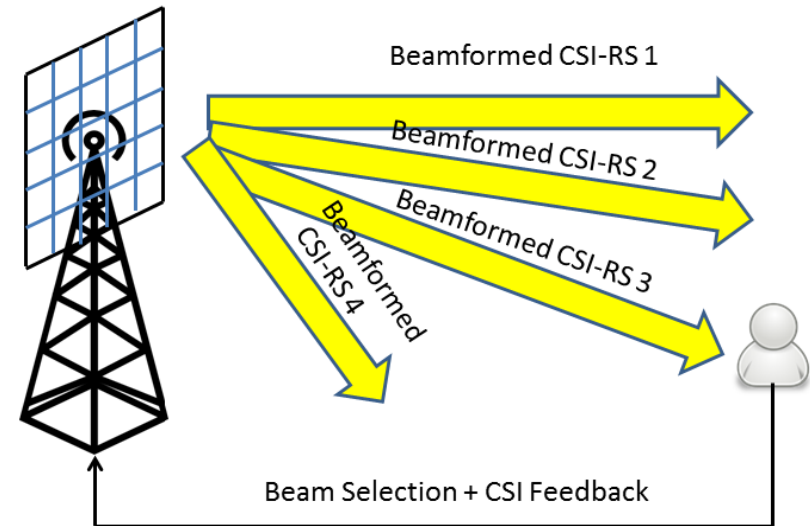 Beamformed CSI-RS 1
Beamformed CSI-RS 2
Beamformed CSI-RS 3
Beamformed
CSI-RS 4
Beam Selection + CSI Feedback